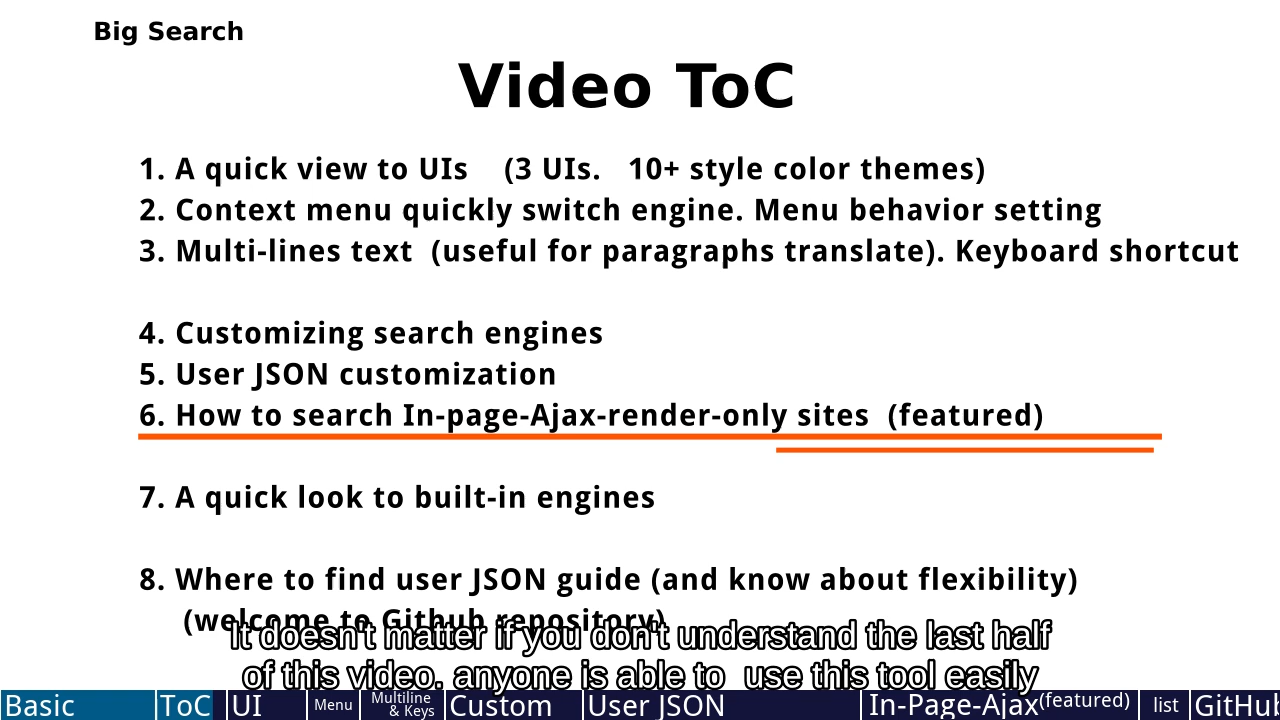 Big Search
Video ToC
1. A quick view to UIs (3 UIs. 10+ style color themes)
2. Context menu quickly switch engine. Menu behavior setting
3. Multi-lines text (useful for paragraphs translate). Keyboard shortcut
4. Customizing search engines
5. User JSON customization
6. How to search In-page-Ajax-render-only sites (featured)
7. A quick look to built-in engines
8. Where to find user JSON guide (and know about flexibility)
(welcome to Github repository)
It doesn't matter if you don't understand the last half
of this video. anyone is able to use this tool easily
Basic ToC UI Menu Multiline & Keys Custom User JSON In-Page-Ajax(featured) list GitHub